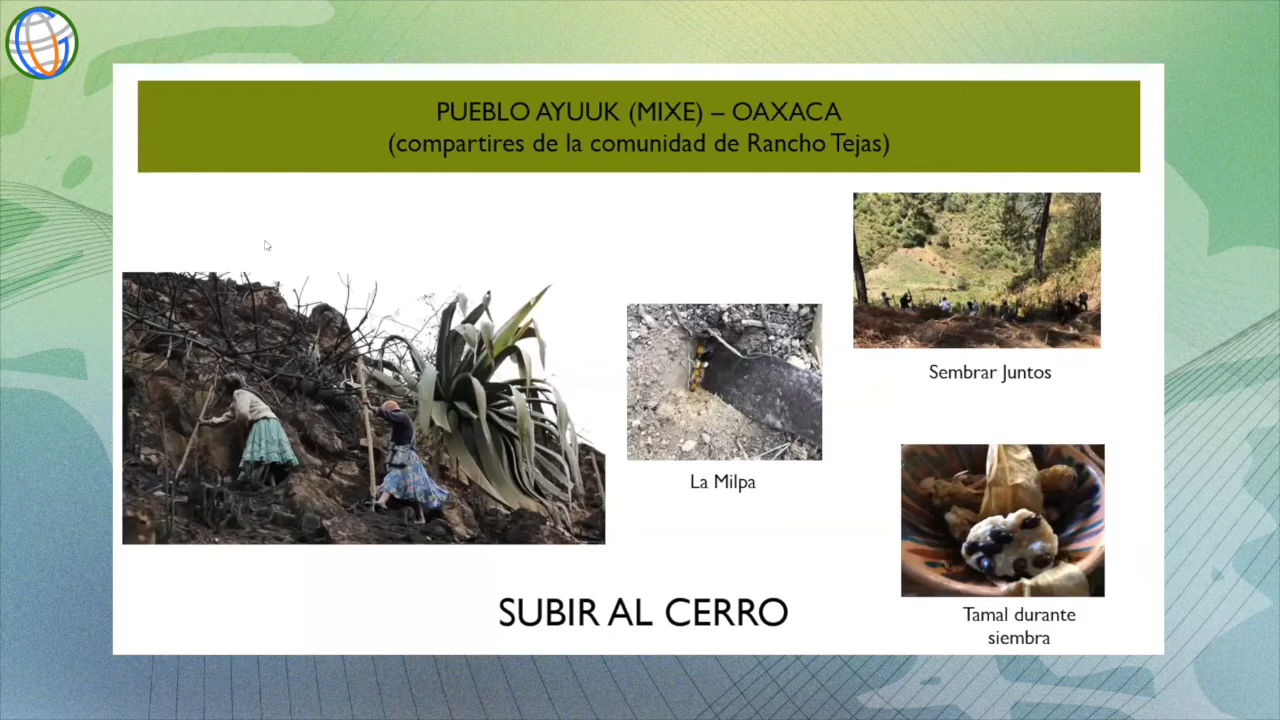 PUEBLO AYUUK (MIXE) – OAXACA
(compartires de la comunidad de Rancho Tejas)
Sembrar Juntos
La Milpa
SUBIR AL CERRO
Tamal durante
siembra